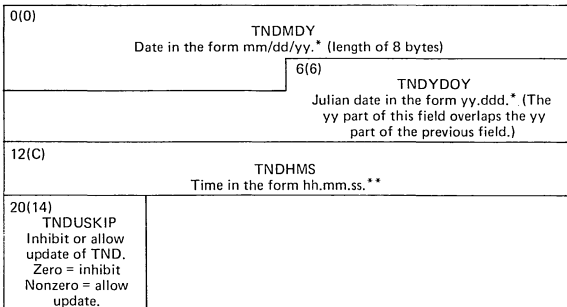 0(0)
TNDMDY
Date in the form mm/dd/yy.* (length of 8 bytes)
6(6)
TNDYDOY
Julian date in the form yy.ddd.* (The
yy part of this field overlaps the yy
part of the previous field.)
12(C)
TNDHMS
Time in the form hh.mm.ss.**
20(14)
TNDUSKIP
Inhibit or allow
update of TND.
Zero = inhibit
Nonzero = allow
update.